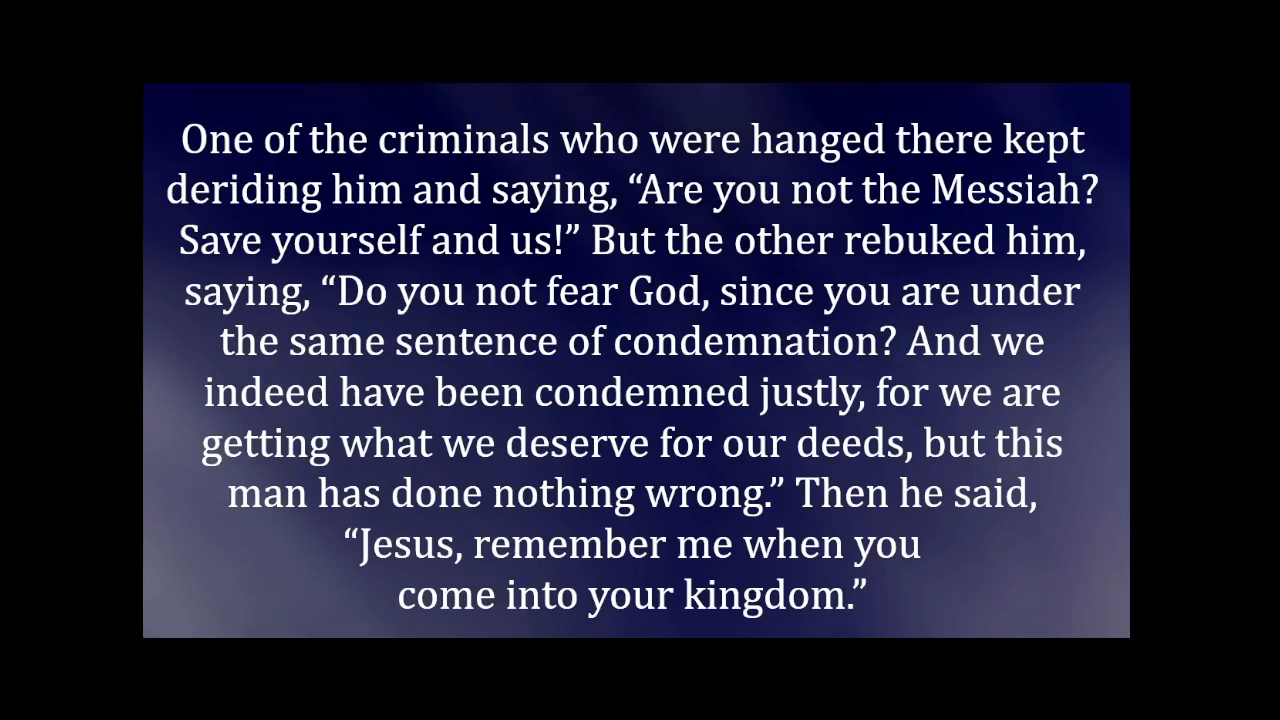 One of the criminals who were hanged there kept
deriding him and saying, “Are you not the Messiah?
Save yourself and us!” But the other rebuked him,
saying, “Do you not fear God, since you are under
the same sentence of condemnation? And we
indeed have been condemned justly, for we are
getting what we deserve for our deeds, but this
man has done nothing wrong.” Then he said,
“Jesus, remember me when you
come into your kingdom.”